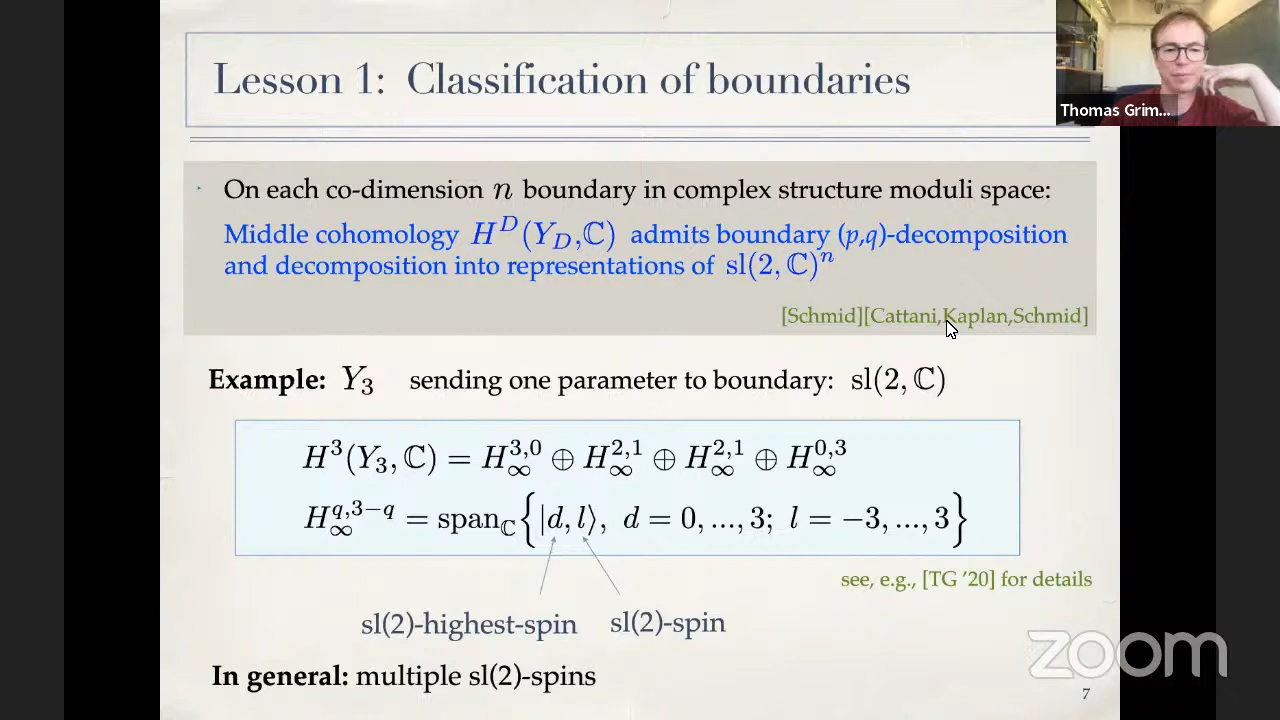 Lesson 1: Classification of boundaries
Thomas Grim...
On each co-dimension n boundary in complex structure moduli space:
Middle cohomology H^D(Y_D,ℂ) admits boundary (p,q)-decomposition
and decomposition into representations of sl(2,ℂ)^n
[Schmid][Cattani,Kaplan,Schmid]
Example: Y_3 sending one parameter to boundary: sl(2,ℂ)
H^3(Y_3,ℂ) = H_∞^{3,0} ⊕ H_∞^{2,1} ⊕ H_∞^{2,1} ⊕ H_∞^{0,3}
H_∞^{q,3−q} = span_ℂ{|d,l⟩, d = 0,...,3; l = −3,...,3}
see, e.g., [TG '20] for details
sl(2)-highest-spin sl(2)-spin
In general: multiple sl(2)-spins
zoom
7